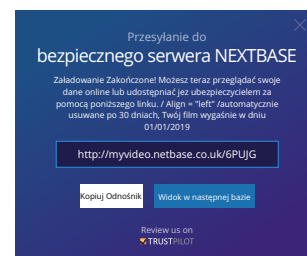 Przesyłanie do
bezpiecznego serwera NEXTBASE
Załadowanie Zakończone! Możesz teraz przeglądać swoje
dane online lub udostępniać jez ubezpieczycielem za
pomocą poniższego linku. / Align = "left" /automatycznie
usuwane po 30 dniach, Twój film wygaśnie w dniu
01/01/2019
http://myvideo.netbase.co.uk/6PUJG
Kopiuj Odnośnik
Widok w następnej bazie
Review us on
TRUSTPILOT